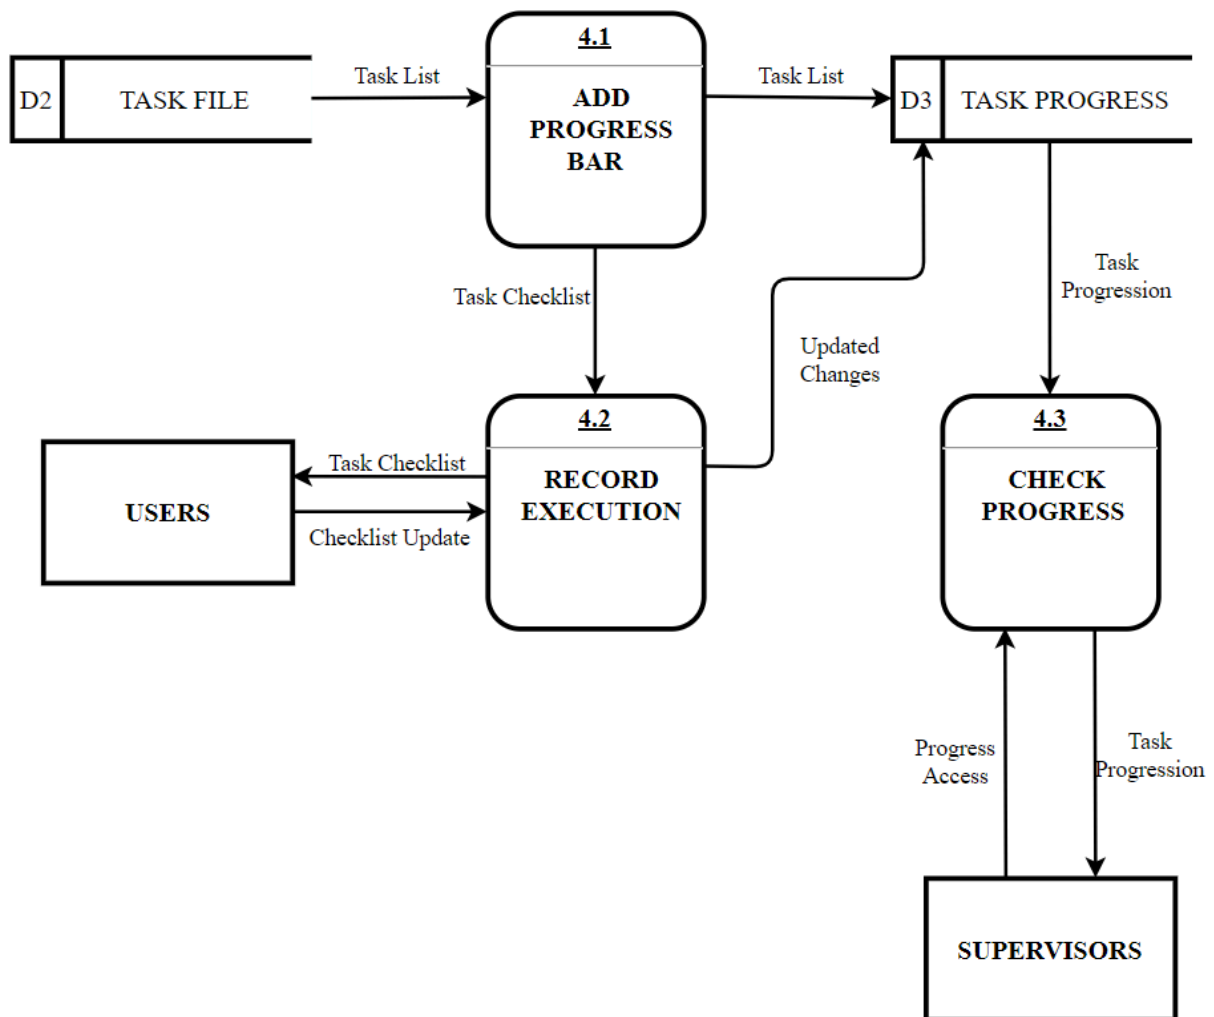 4.1
D2
TASK FILE
Task List
ADD
PROGRESS
BAR
Task List
D3
TASK PROGRESS
Task Checklist
Task
Progression
Updated
Changes
4.2
RECORD
EXECUTION
4.3
CHECK
PROGRESS
USERS
Task Checklist
Checklist Update
Progress
Access
Task
Progression
SUPERVISORS